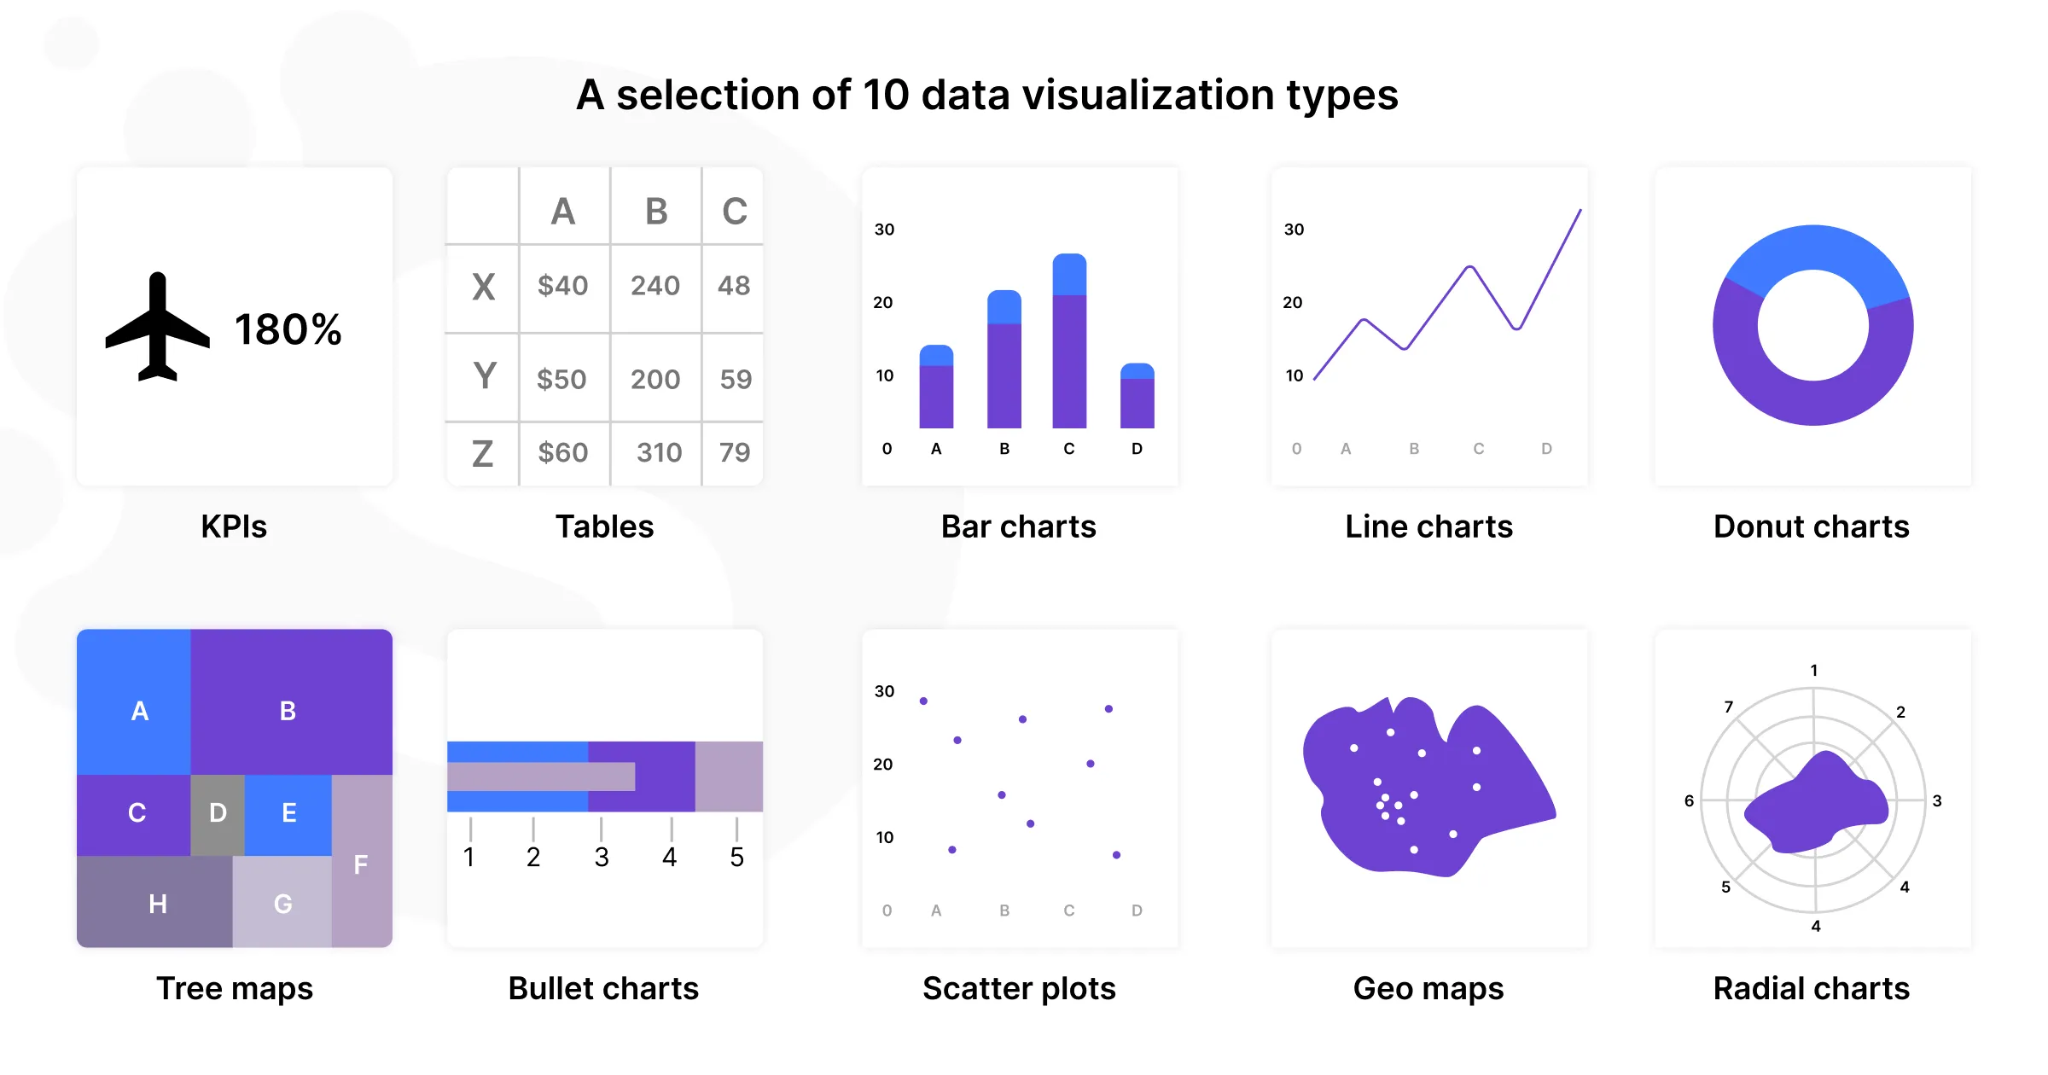 A selection of 10 data visualization types
180%
KPIs
A B C
X $40 240 48
Y $50 200 59
Z $60 310 79
Tables
30
20
10
0 A B C D
Bar charts
30
20
10
0 A B C D
Line charts
Donut charts
A B
C D E
F
H G
Tree maps
1 2 3 4 5
Bullet charts
30
20
10
0 A B C D
Scatter plots
Geo maps
1
7 2
6 3
5 4
4
Radial charts